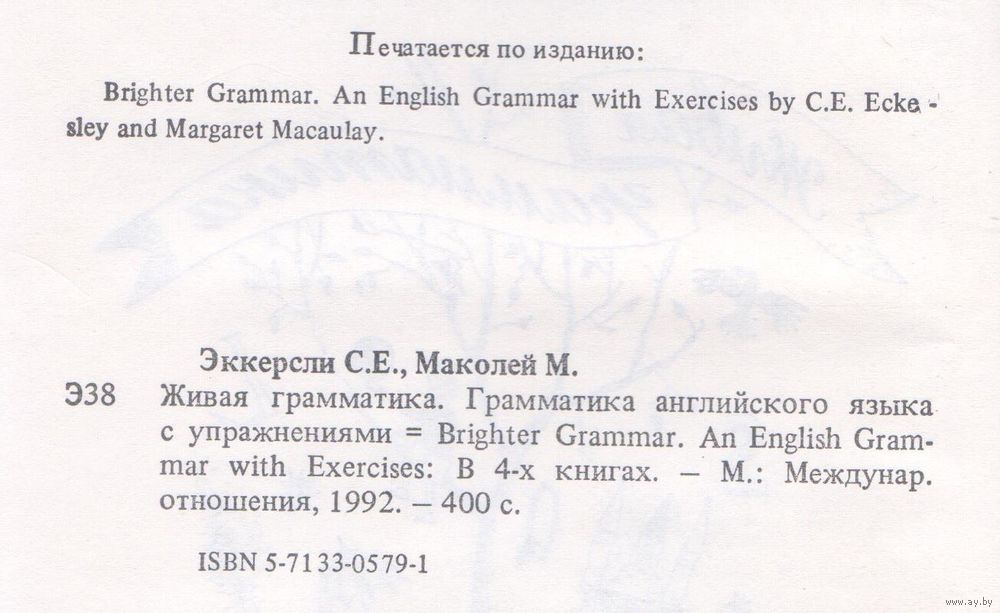 Печатается по изданию:
Brighter Grammar. An English Grammar with Exercises by C.E. Ecke-
sley and Margaret Macaulay.
Эккерсли С.Е., Маколей М.
Э38 Живая грамматика. Грамматика английского языка
с упражнениями = Brighter Grammar. An English Gram-
mar with Exercises: В 4-х книгах. — М.: Междунар.
отношения, 1992. — 400 с.
ISBN 5-7133-0579-1
www.ay.by